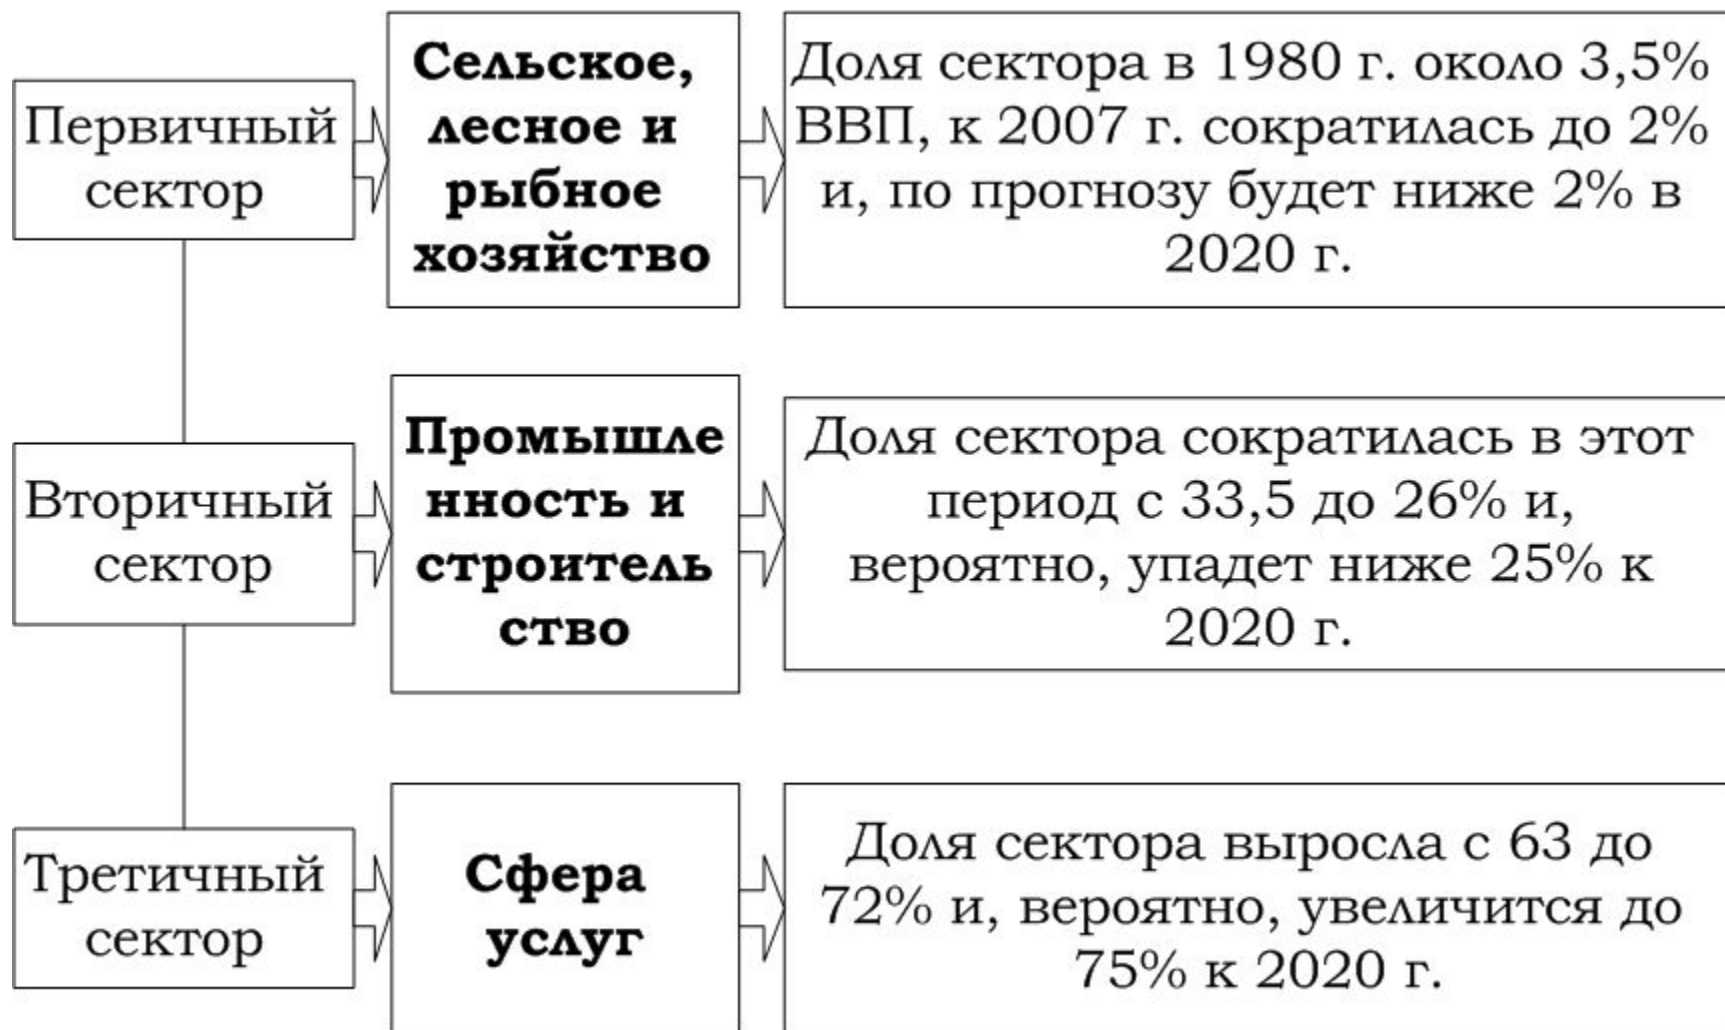 Первичный
сектор
Сельское,
лесное и
рыбное
хозяйство
Доля сектора в 1980 г. около 3,5%
ВВП, к 2007 г. сократилась до 2%
и, по прогнозу будет ниже 2% в
2020 г.
Вторичный
сектор
Промышле
нность и
строитель
ство
Доля сектора сократилась в этот
период с 33,5 до 26% и,
вероятно, упадет ниже 25% к
2020 г.
Третичный
сектор
Сфера
услуг
Доля сектора выросла с 63 до
72% и, вероятно, увеличится до
75% к 2020 г.